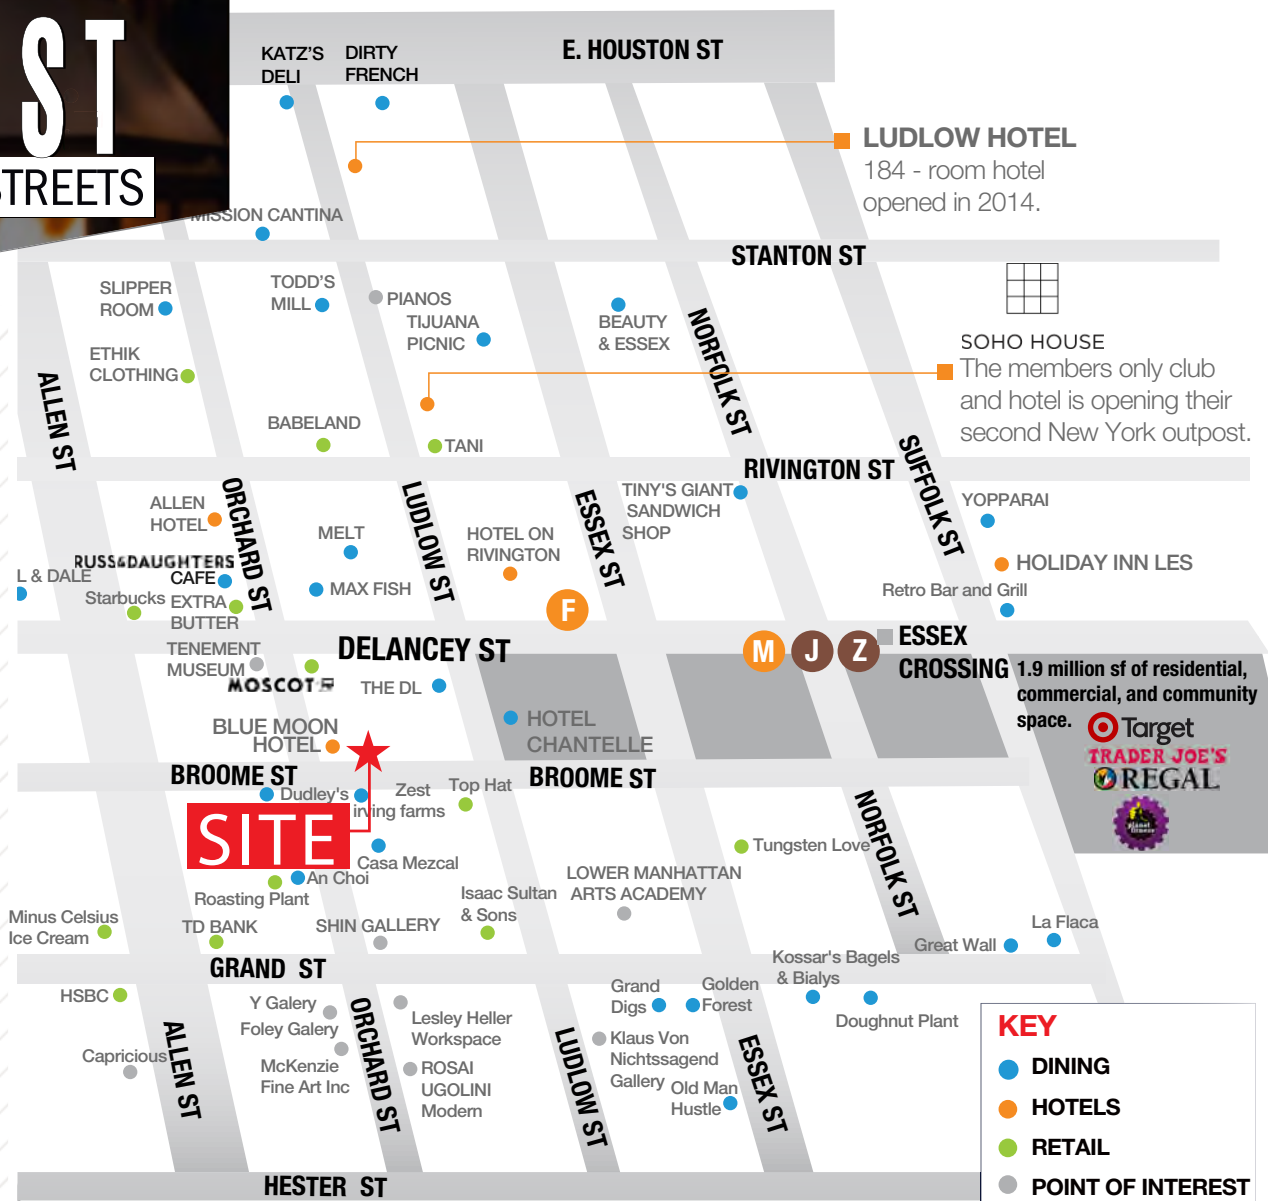 ST
STREETS
E. HOUSTON ST
KATZ'S
DELI
DIRTY
FRENCH
LUDLOW HOTEL
184 - room hotel
opened in 2014.
MISSION CANTINA
STANTON ST
SLIPPER
ROOM
TODD'S
MILL
PIANOS
TIJUANA
PICNIC
BEAUTY
& ESSEX
NORFOLK ST
SOHO HOUSE
The members only club
and hotel is opening their
second New York outpost.
ETHIK
CLOTHING
ALLEN ST
BABELAND
TANI
RIVINGTON ST
SUFFOLK ST
ALLEN
HOTEL
ORCHARD ST
MELT
LUDLOW ST
HOTEL ON
RIVINGTON
ESSEX ST
TINY'S GIANT
SANDWICH
SHOP
YOPPARAI
HOLIDAY INN LES
RUSS&DAUGHTERS
CAFE
L & DALE
Starbucks
EXTRA
BUTTER
MAX FISH
F
Retro Bar and Grill
TENEMENT
MUSEUM
MOSCOT
DELANCEY ST
M
J
Z
ESSEX
CROSSING
1.9 million sf of residential,
commercial, and community
space.
Target
TRADER JOE'S
REGAL
planet
fitness
THE DL
HOTEL
CHANTELLE
BLUE MOON
HOTEL
BROOME ST
BROOME ST
Dudley's
Zest
irving farms
Top Hat
SITE
Casa Mezcal
An Choi
Roasting Plant
Tungsten Love
NORFOLK ST
LOWER MANHATTAN
ARTS ACADEMY
Isaac Sultan
& Sons
Minus Celsius
Ice Cream
TD BANK
SHIN GALLERY
La Flaca
Great Wall
Kossar's Bagels
& Bialys
GRAND ST
HSBC
Y Galery
Foley Galery
McKenzie
Fine Art Inc
ORCHARD ST
Lesley Heller
Workspace
ROSAI
UGOLINI
Modern
Capricious
ALLEN ST
LUDLOW ST
Grand
Digs
Golden
Forest
Klaus Von
Nichtssagend
Gallery
Old Man
Hustle
ESSEX ST
Doughnut Plant
HESTER ST
KEY
DINING
HOTELS
RETAIL
POINT OF INTEREST